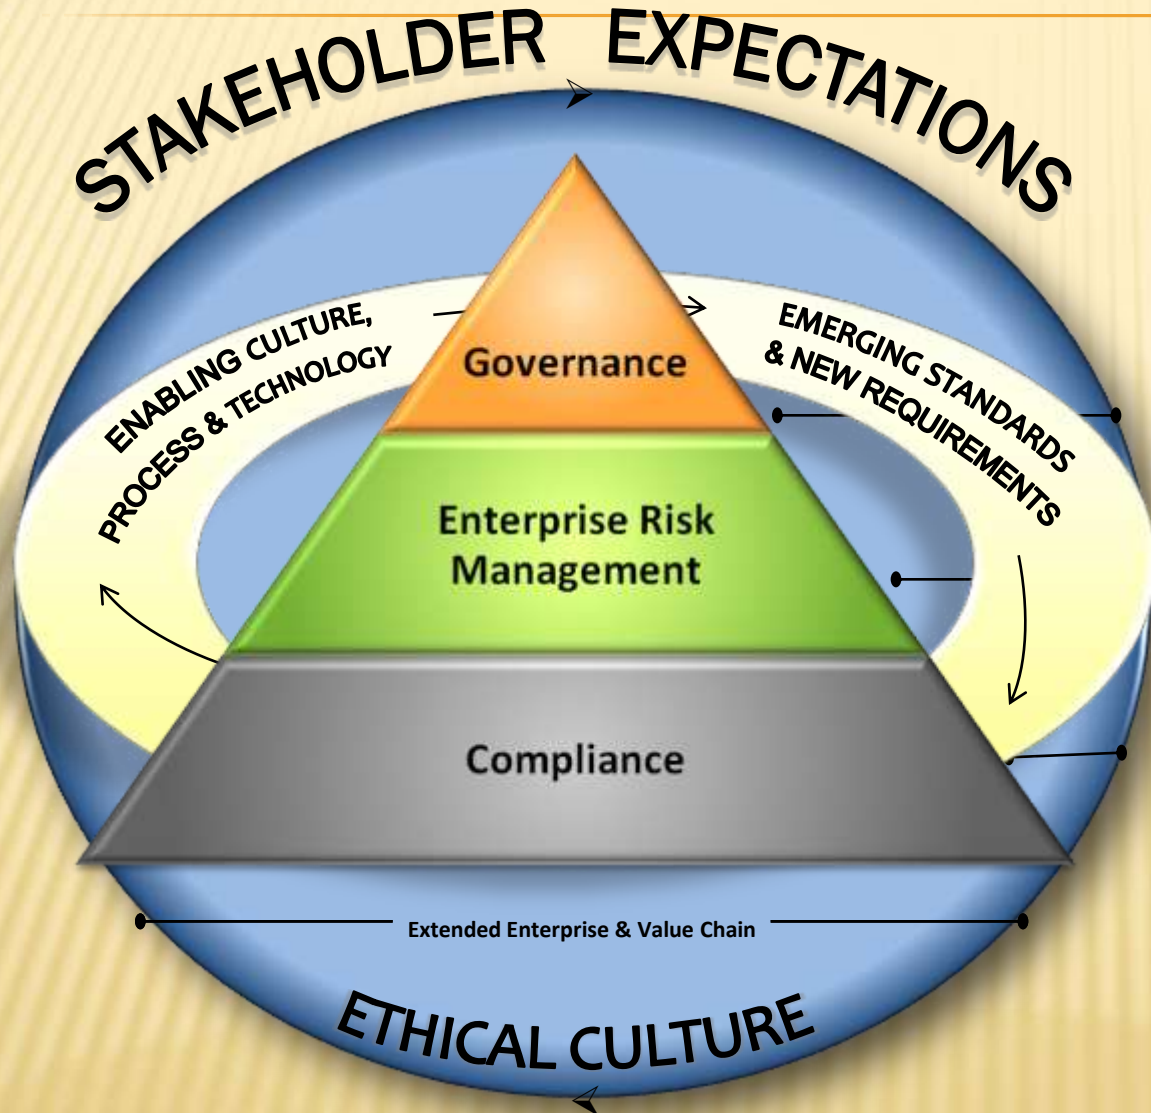 STAKEHOLDER EXPECTATIONS
ENABLING CULTURE,
PROCESS & TECHNOLOGY
EMERGING STANDARDS
& NEW REQUIREMENTS
Governance
Enterprise Risk
Management
Compliance
Extended Enterprise & Value Chain
ETHICAL CULTURE